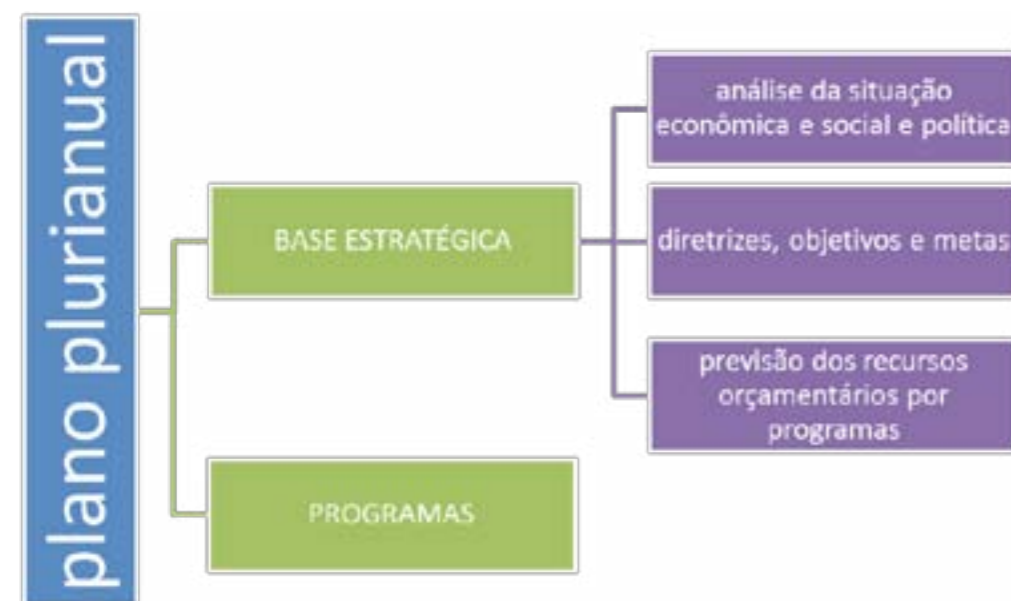 plano plurianual
BASE ESTRATÉGICA
análise da situação
econômica e social e política
diretrizes, objetivos e metas
previsão dos recursos
orçamentários por
programas
PROGRAMAS